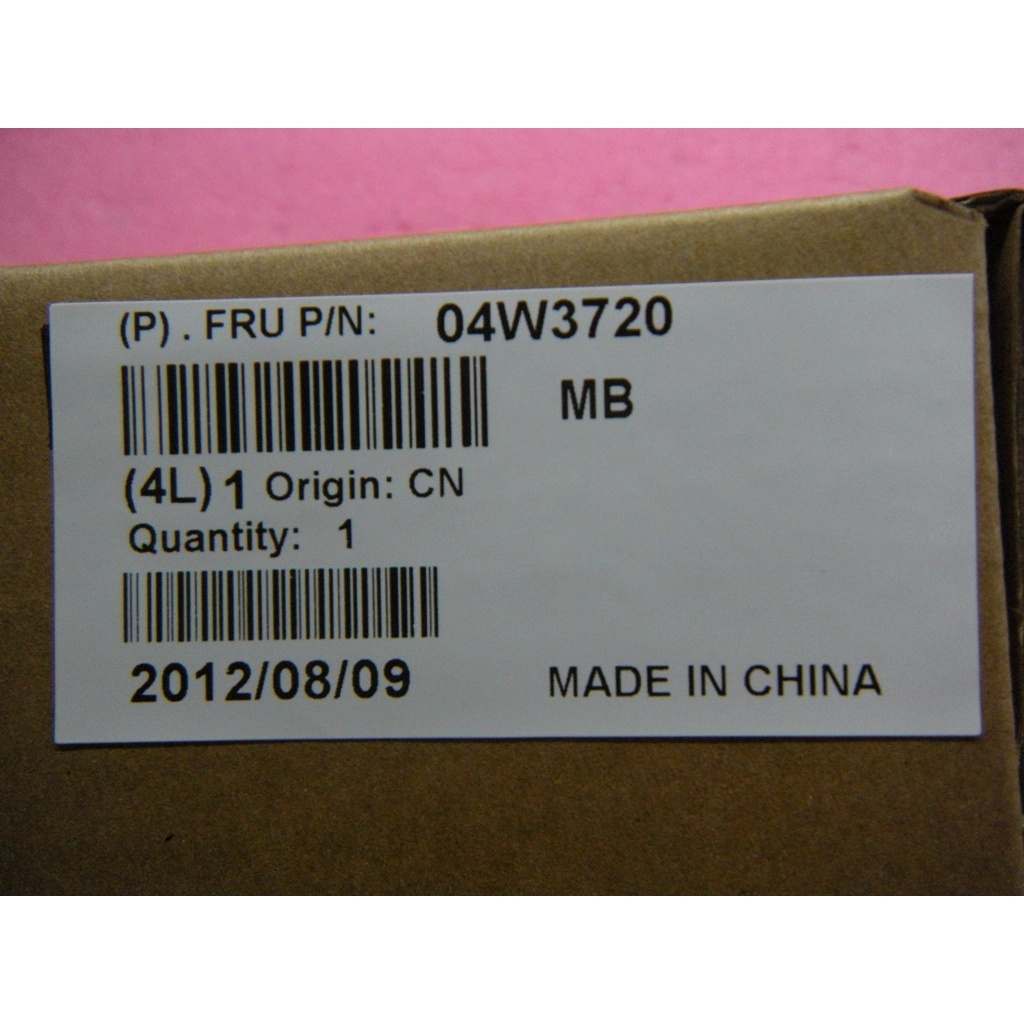 (P) . FRU P/N: 04W3720
MB
(4L) 1 Origin: CN
Quantity: 1
2012/08/09 MADE IN CHINA